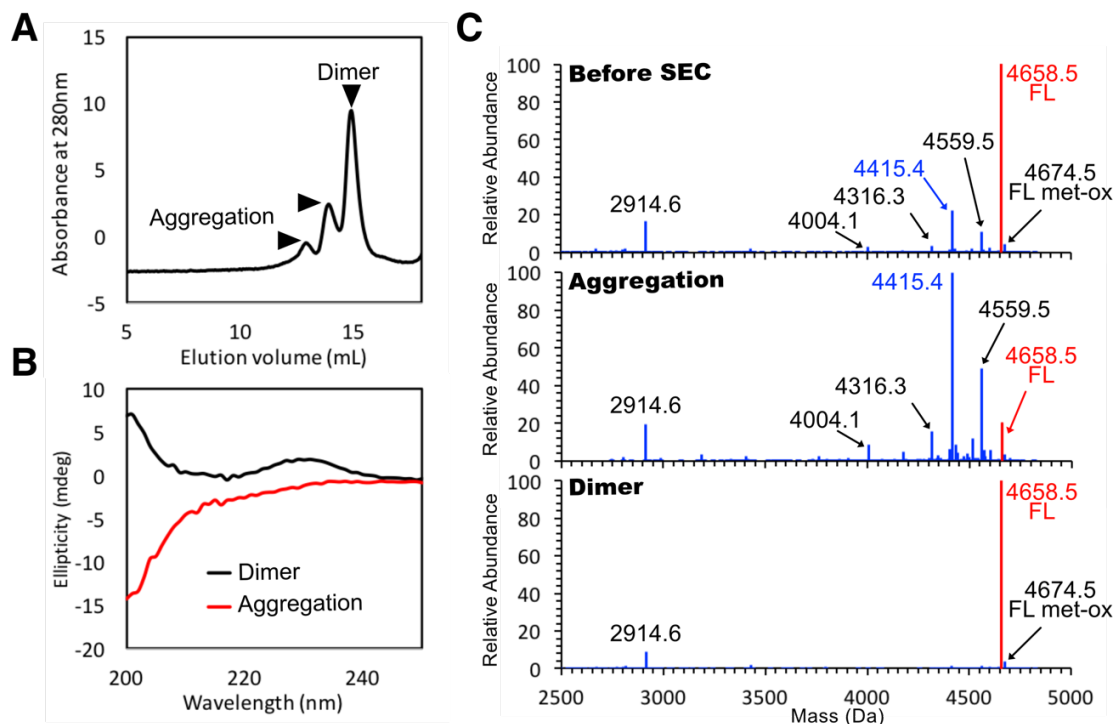 A
15
10
5
0
-5
Absorbance at 280nm
Dimer
Aggregation
5
10
15
Elution volume (mL)
B
10
5
0
-5
-10
-15
-20
Ellipticity (mdeg)
Dimer
Aggregation
200
220
240
Wavelength (nm)
C
Before SEC
100
80
60
40
20
0
Relative Abundance
2914.6
4004.1
4316.3
4415.4
4559.5
4658.5
FL
4674.5
FL met-ox
Aggregation
100
80
60
40
20
0
Relative Abundance
2914.6
4004.1
4316.3
4415.4
4559.5
4658.5
FL
Dimer
100
80
60
40
20
0
Relative Abundance
2914.6
4658.5
FL
4674.5
FL met-ox
2500
3000
3500
4000
4500
5000
Mass (Da)